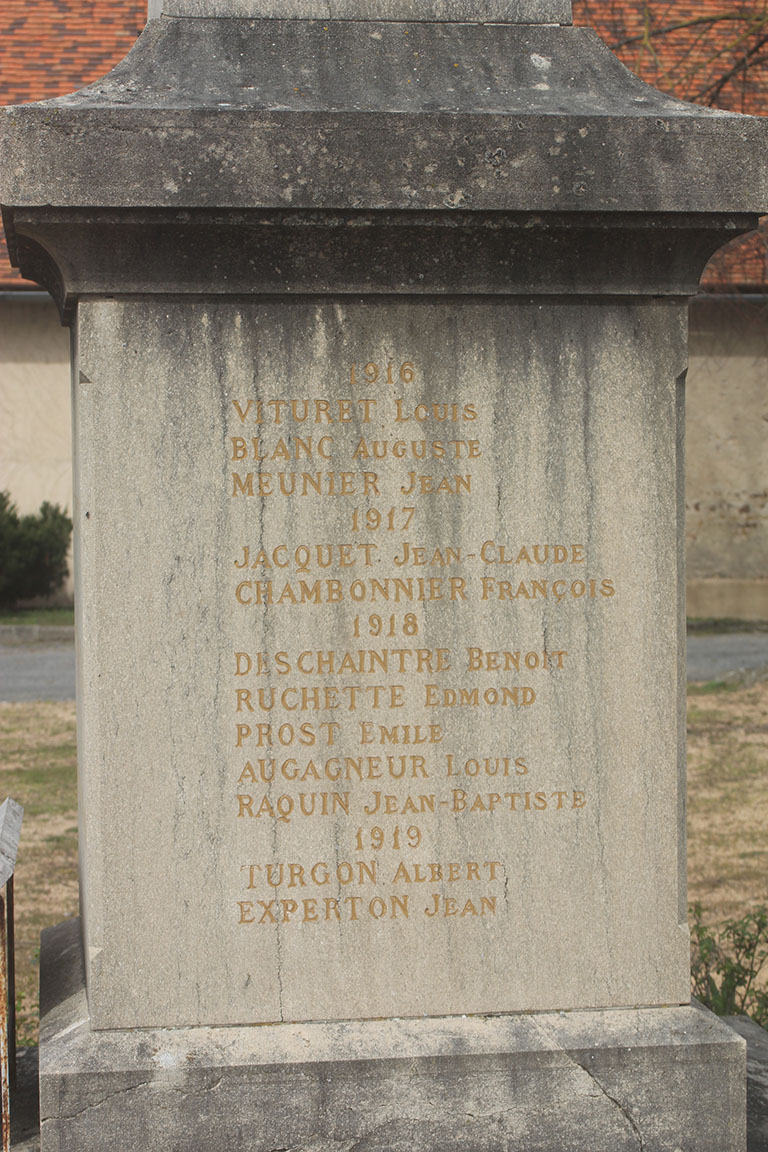 1916
VITURET LOUIS
BLANC AUGUSTE
MEUNIER JEAN
1917
JACQUET JEAN-CLAUDE
CHAMBONNIER FRANÇOIS
1918
DESCHAINTRE BENOIT
RUCHETTE EDMOND
PROST EMILE
AUGAGNEUR LOUIS
RAQUIN JEAN-BAPTISTE
1919
TURGON ALBERT
EXPERTON JEAN